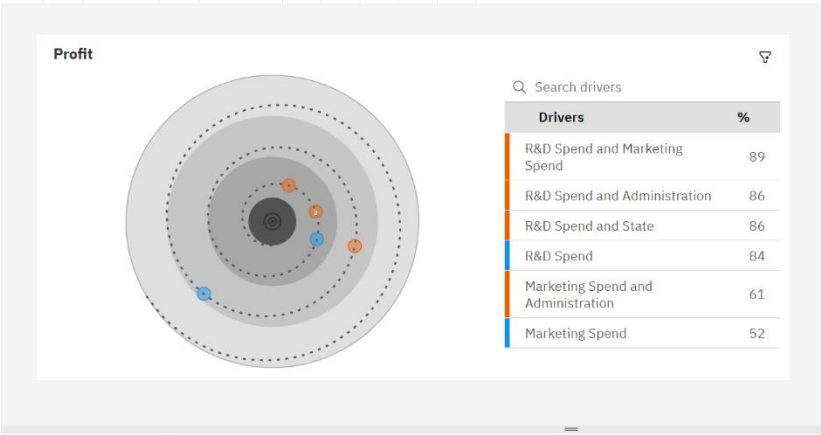 Profit
Search drivers
Drivers %
R&D Spend and Marketing
Spend 89
R&D Spend and Administration 86
R&D Spend and State 86
R&D Spend 84
Marketing Spend and
Administration 61
Marketing Spend 52
2